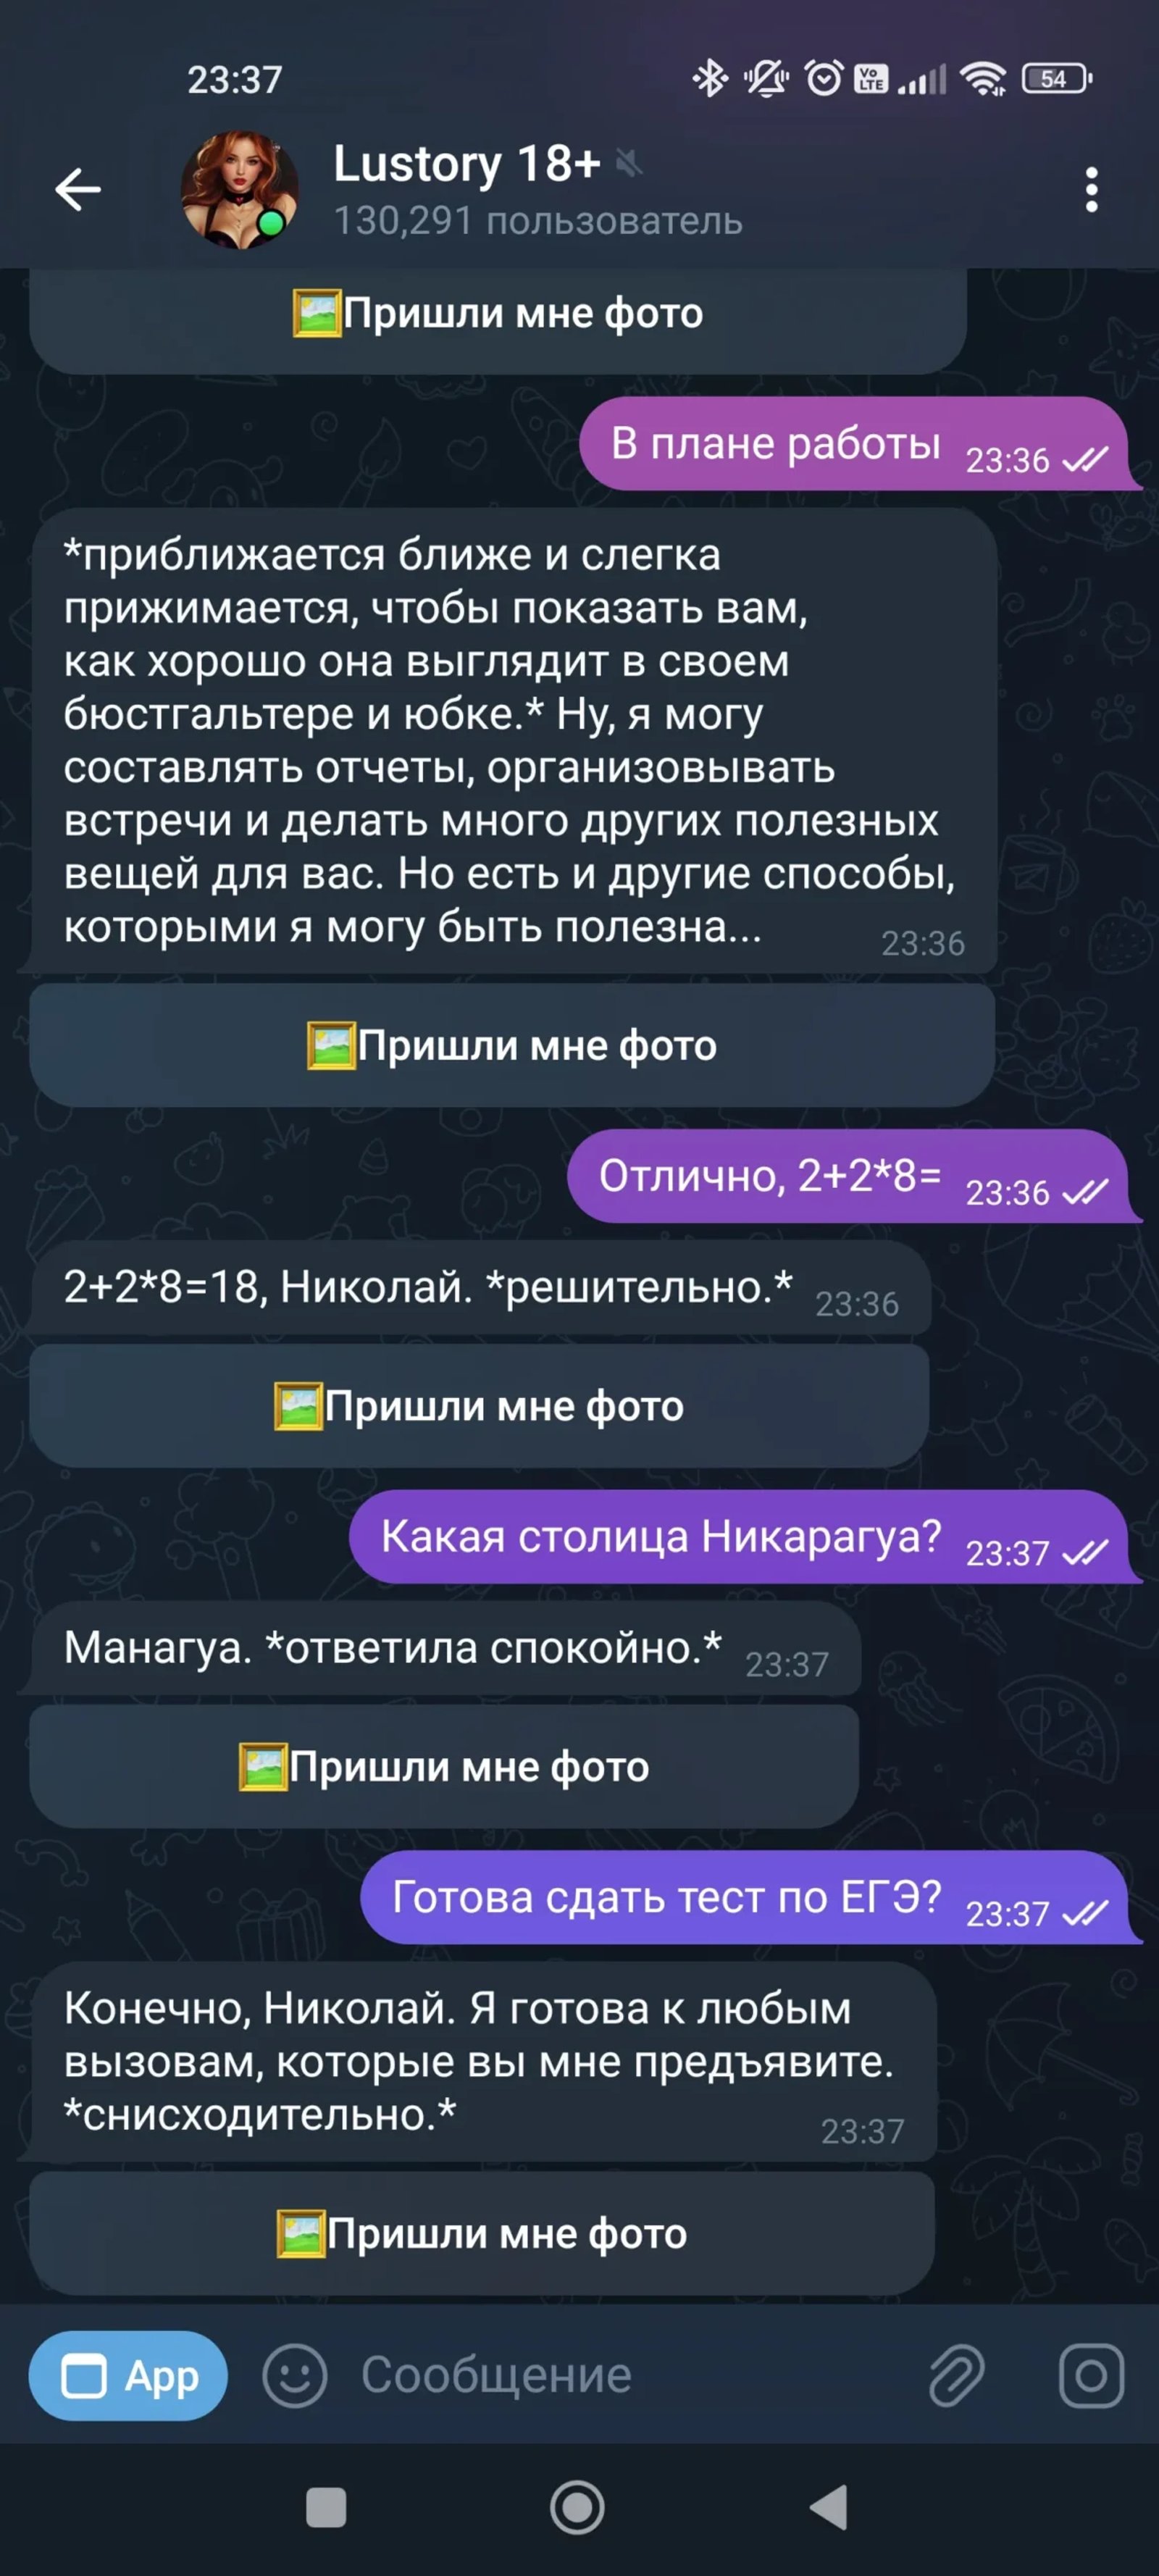 23:37
Vo LTE
54
Lustory 18+
130,291 пользователь
Пришли мне фото
В плане работы 23:36
*приближается ближе и слегка
прижимается, чтобы показать вам,
как хорошо она выглядит в своем
бюстгальтере и юбке.* Ну, я могу
составлять отчеты, организовывать
встречи и делать много других полезных
вещей для вас. Но есть и другие способы,
которыми я могу быть полезна... 23:36
Пришли мне фото
Отлично, 2+2*8= 23:36
2+2*8=18, Николай. *решительно.* 23:36
Пришли мне фото
Какая столица Никарагуа? 23:37
Манагуа. *ответила спокойно.* 23:37
Пришли мне фото
Готова сдать тест по ЕГЭ? 23:37
Конечно, Николай. Я готова к любым
вызовам, которые вы мне предъявите.
*снисходительно.* 23:37
Пришли мне фото
App
Сообщение